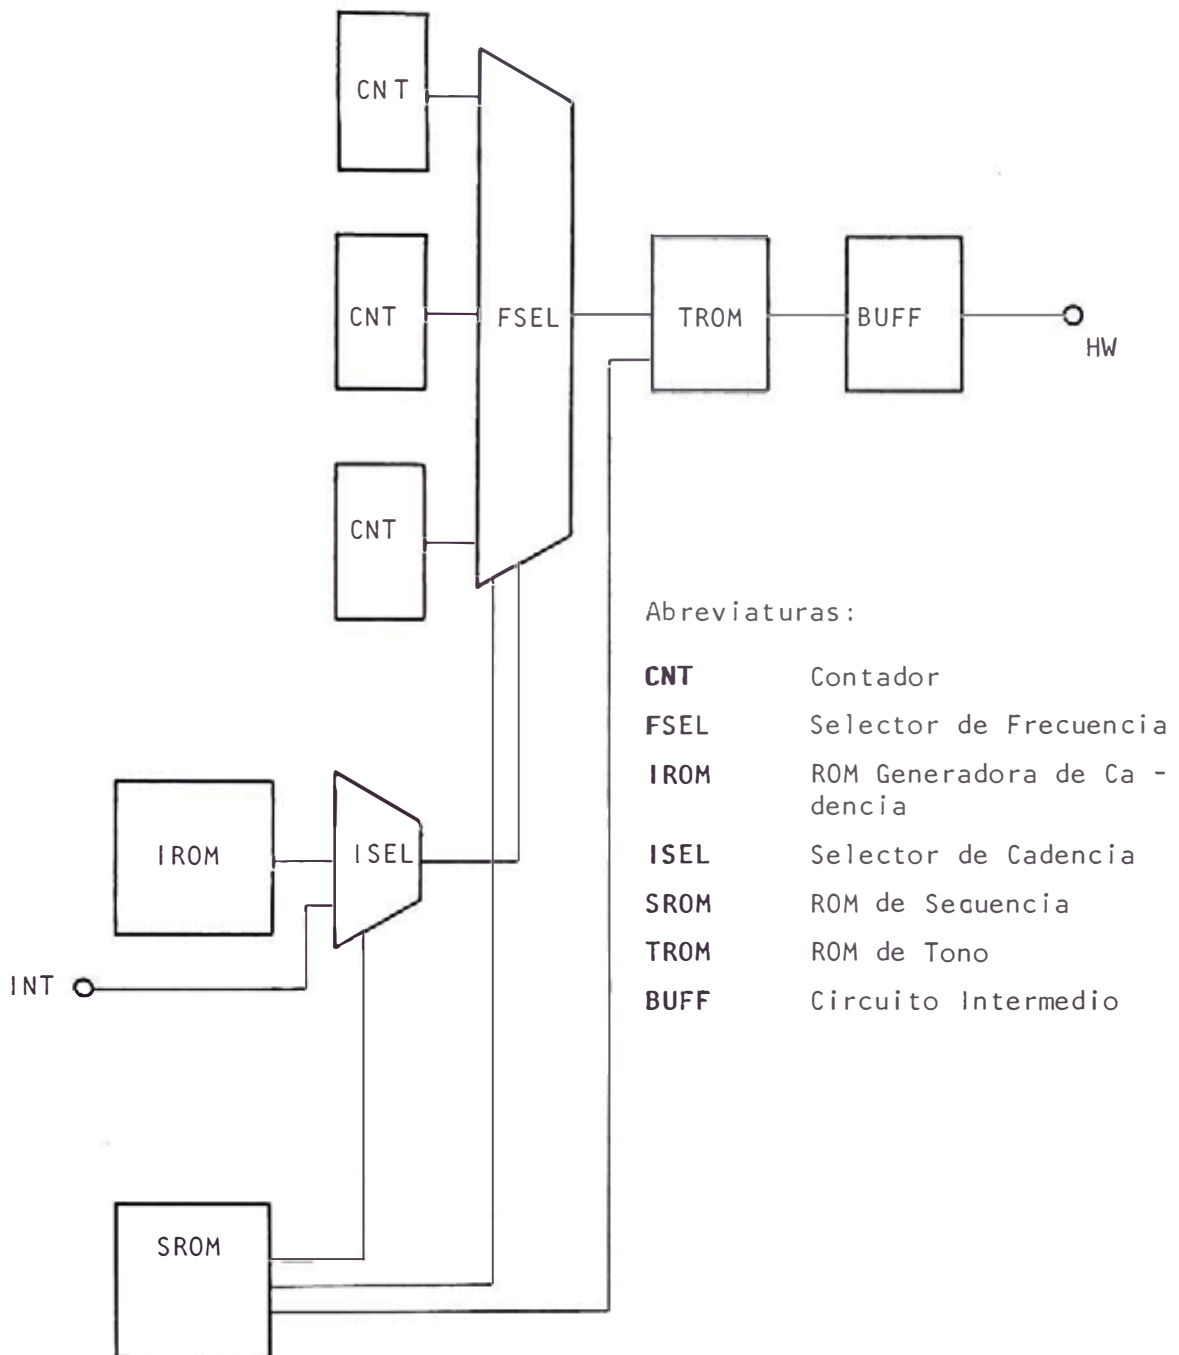 CNT
CNT
FSEL
TROM
BUFF
HW
CNT
IROM
ISEL
INT
SROM
Abreviaturas:
CNT Contador
FSEL Selector de Frecuencia
IROM ROM Generadora de Ca -
dencia
ISEL Selector de Cadencia
SROM ROM de Secuencia
TROM ROM de Tono
BUFF Circuito Intermedio